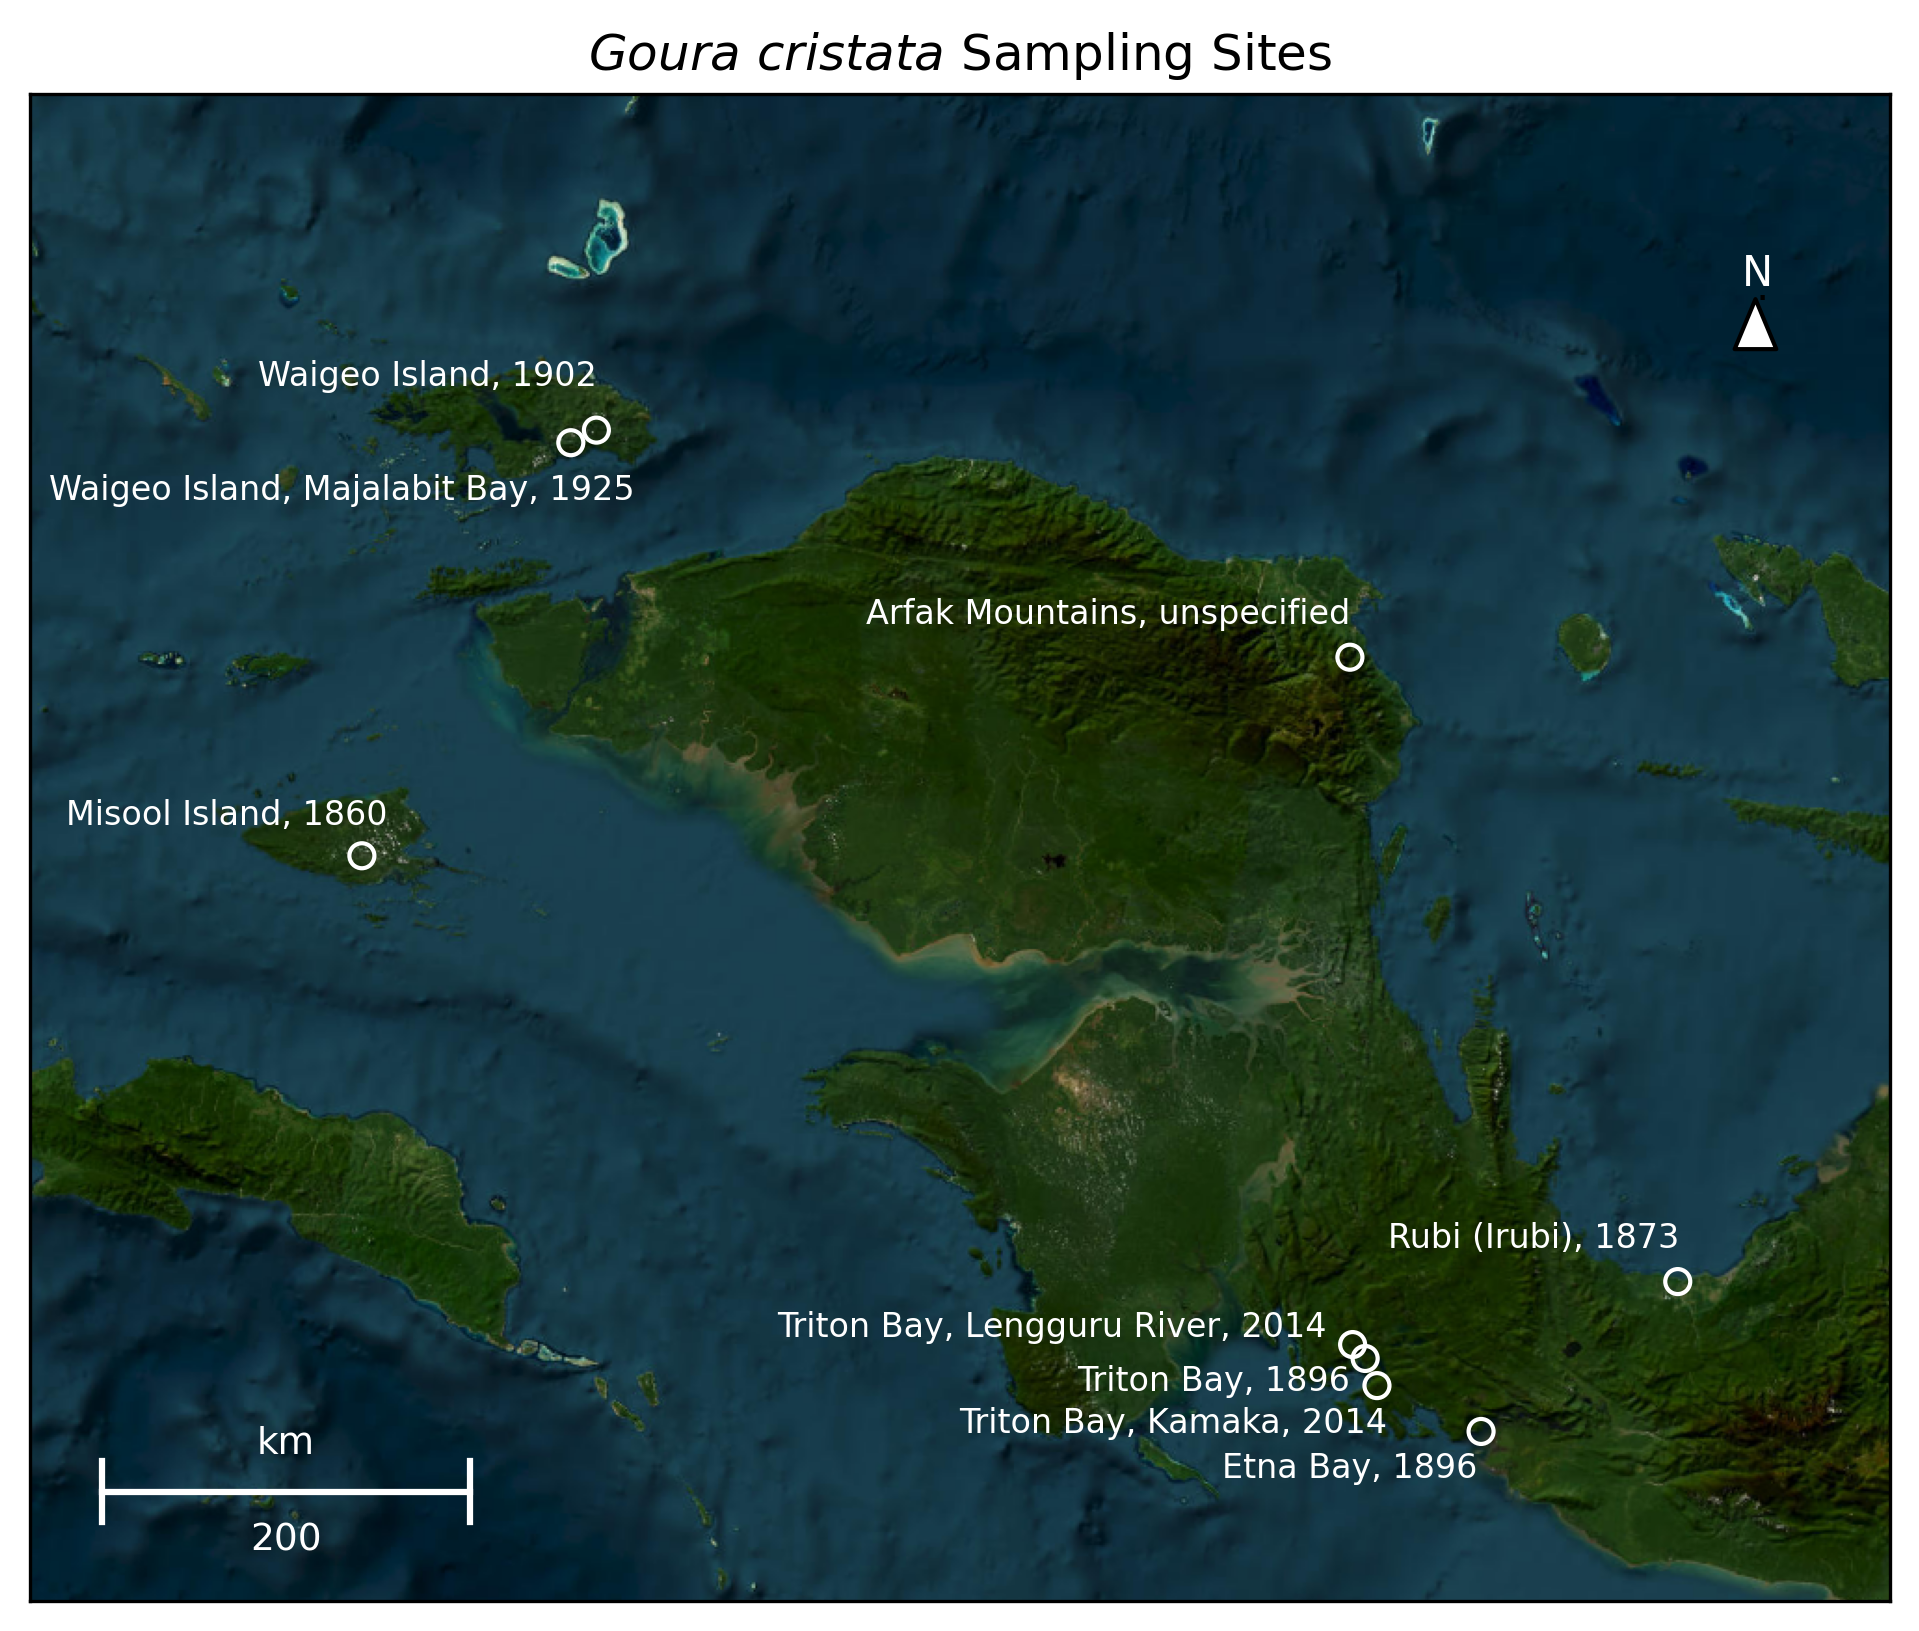 Goura cristata Sampling Sites
N
Waigeo Island, 1902
Waigeo Island, Majalabit Bay, 1925
Arfak Mountains, unspecified
Misool Island, 1860
Rubi (Irubi), 1873
Triton Bay, Lengguru River, 2014
Triton Bay, 1896
Triton Bay, Kamaka, 2014
Etna Bay, 1896
km
200